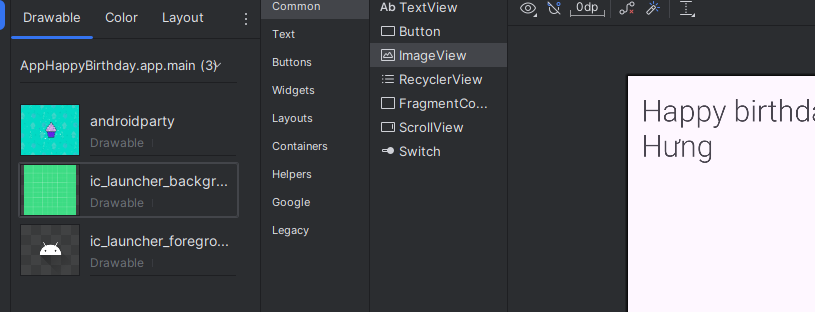 Drawable Color Layout
AppHappyBirthday.app.main (3)
androidparty
Drawable
ic_launcher_backgr...
Drawable
ic_launcher_foregro...
Drawable
Common
Text
Buttons
Widgets
Layouts
Containers
Helpers
Google
Legacy
Ab TextView
Button
ImageView
RecyclerView
FragmentCo...
ScrollView
Switch
0dp
Happy birthda
Hưng